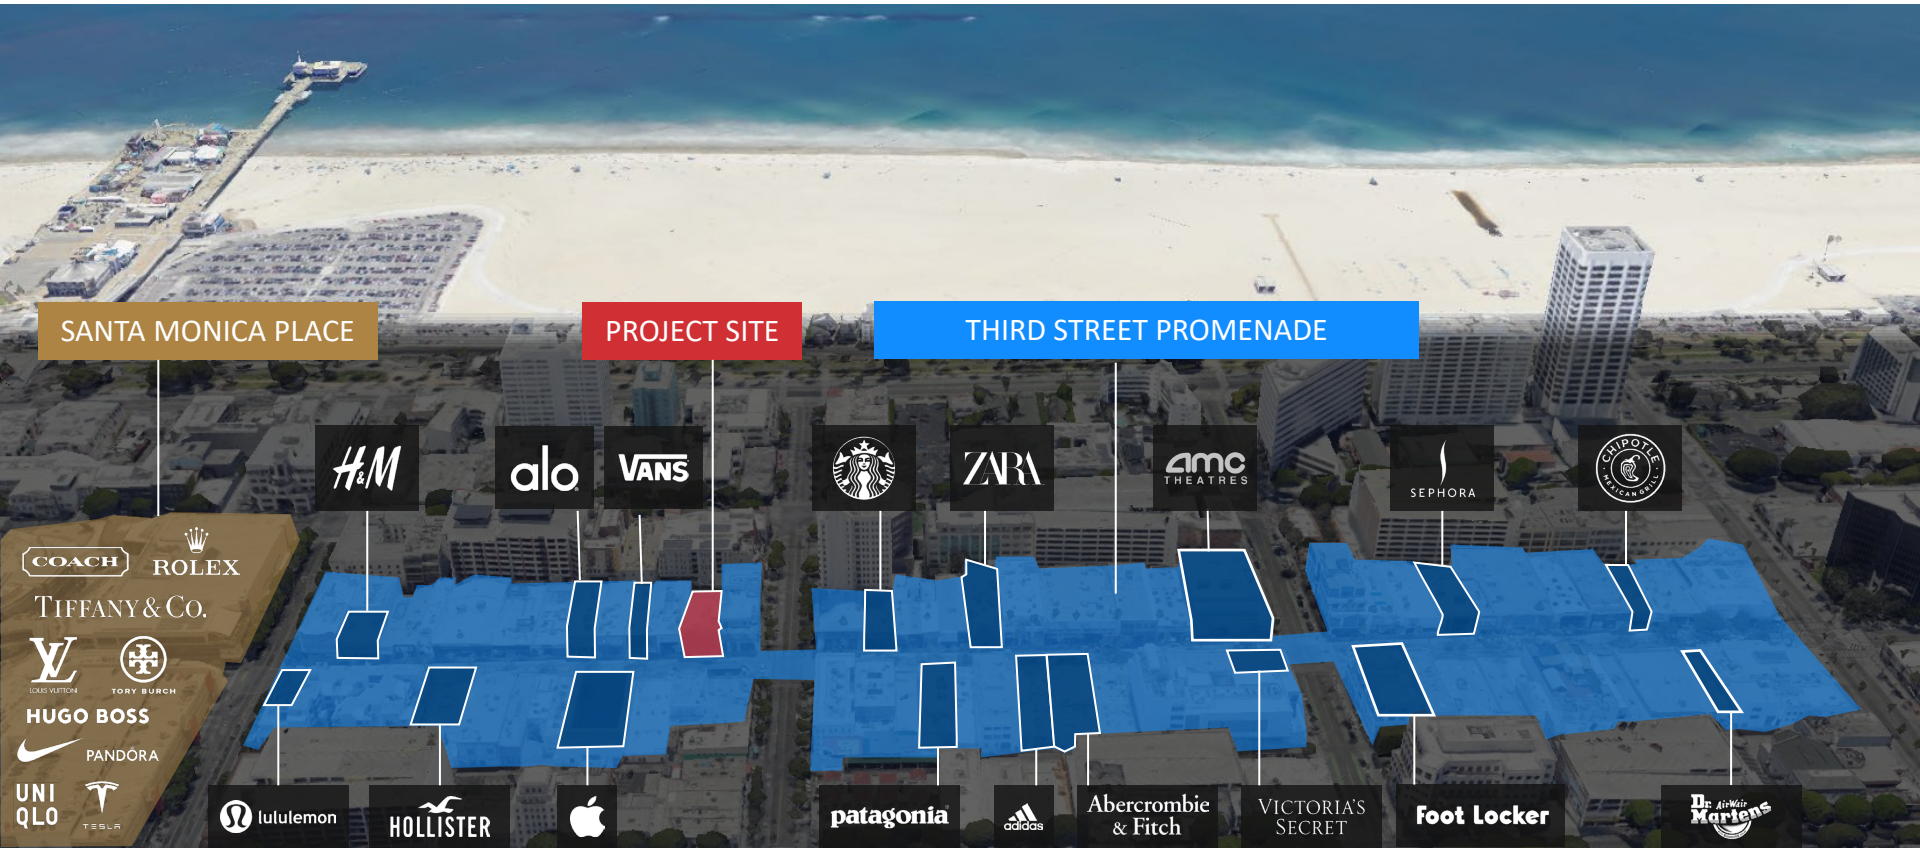 SANTA MONICA PLACE
PROJECT SITE
THIRD STREET PROMENADE
H&M
alo
VANS
ZARA
amc
THEATRES
SEPHORA
CHIPOTLE
MEXICAN GRILL
COACH
ROLEX
TIFFANY & CO.
LV
LOUIS VUITTON
TORY BURCH
HUGO BOSS
PANDÓRA
UNI
QLO
TESLA
lululemon
HOLLISTER
patagonia
adidas
Abercrombie
& Fitch
VICTORIA'S
SECRET
Foot Locker
Dr. AirWair
Martens